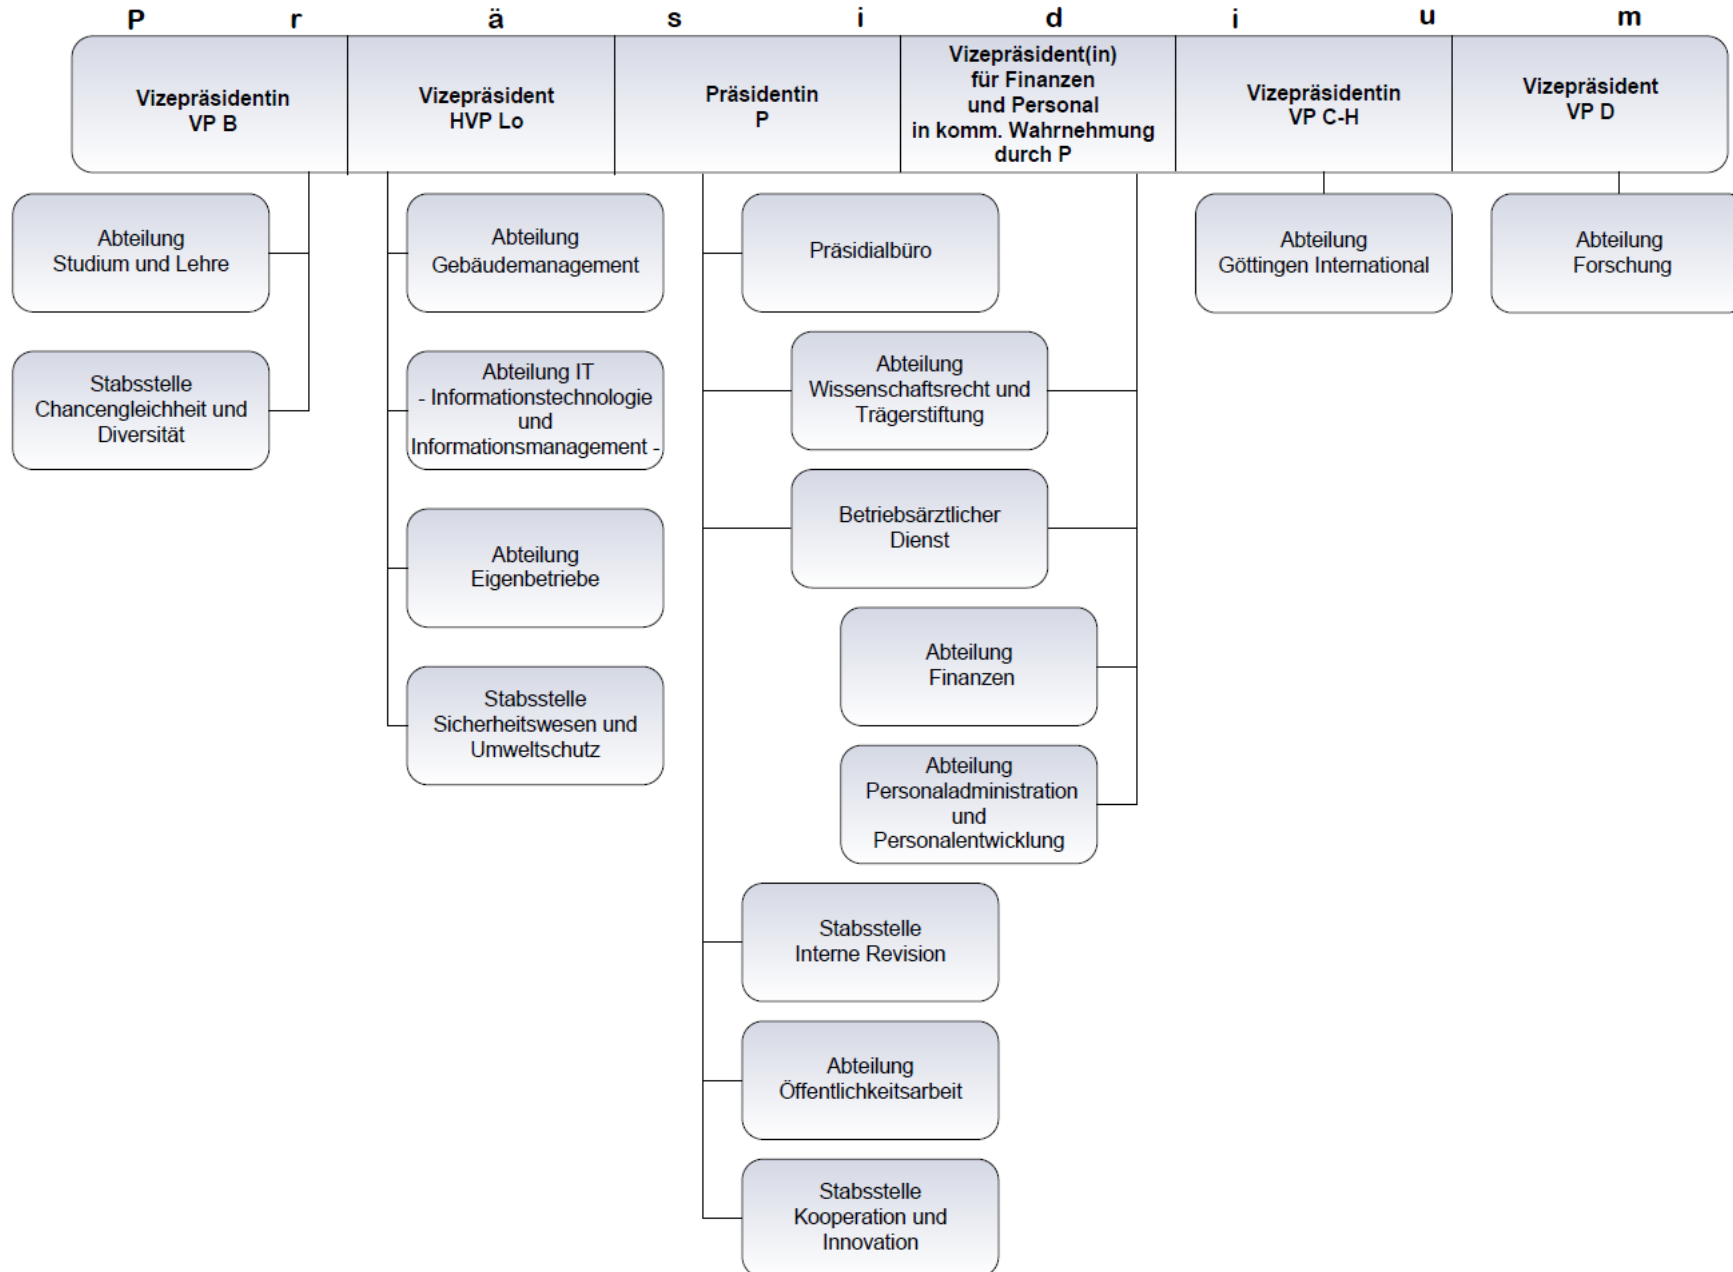 P r ä s i d i u m
Vizepräsidentin
VP B
Vizepräsident
HVP Lo
Präsidentin
P
Vizepräsident(in)
für Finanzen
und Personal
in komm. Wahrnehmung
durch P
Vizepräsidentin
VP C-H
Vizepräsident
VP D
Abteilung
Studium und Lehre
Stabsstelle
Chancengleichheit und
Diversität
Abteilung
Gebäudemanagement
Abteilung IT
- Informationstechnologie
und
Informationsmanagement -
Abteilung
Eigenbetriebe
Stabsstelle
Sicherheitswesen und
Umweltschutz
Präsidialbüro
Abteilung
Wissenschaftsrecht und
Trägerstiftung
Betriebsärztlicher
Dienst
Abteilung
Finanzen
Abteilung
Personaladministration
und
Personalentwicklung
Stabsstelle
Interne Revision
Abteilung
Öffentlichkeitsarbeit
Stabsstelle
Kooperation und
Innovation
Abteilung
Göttingen International
Abteilung
Forschung